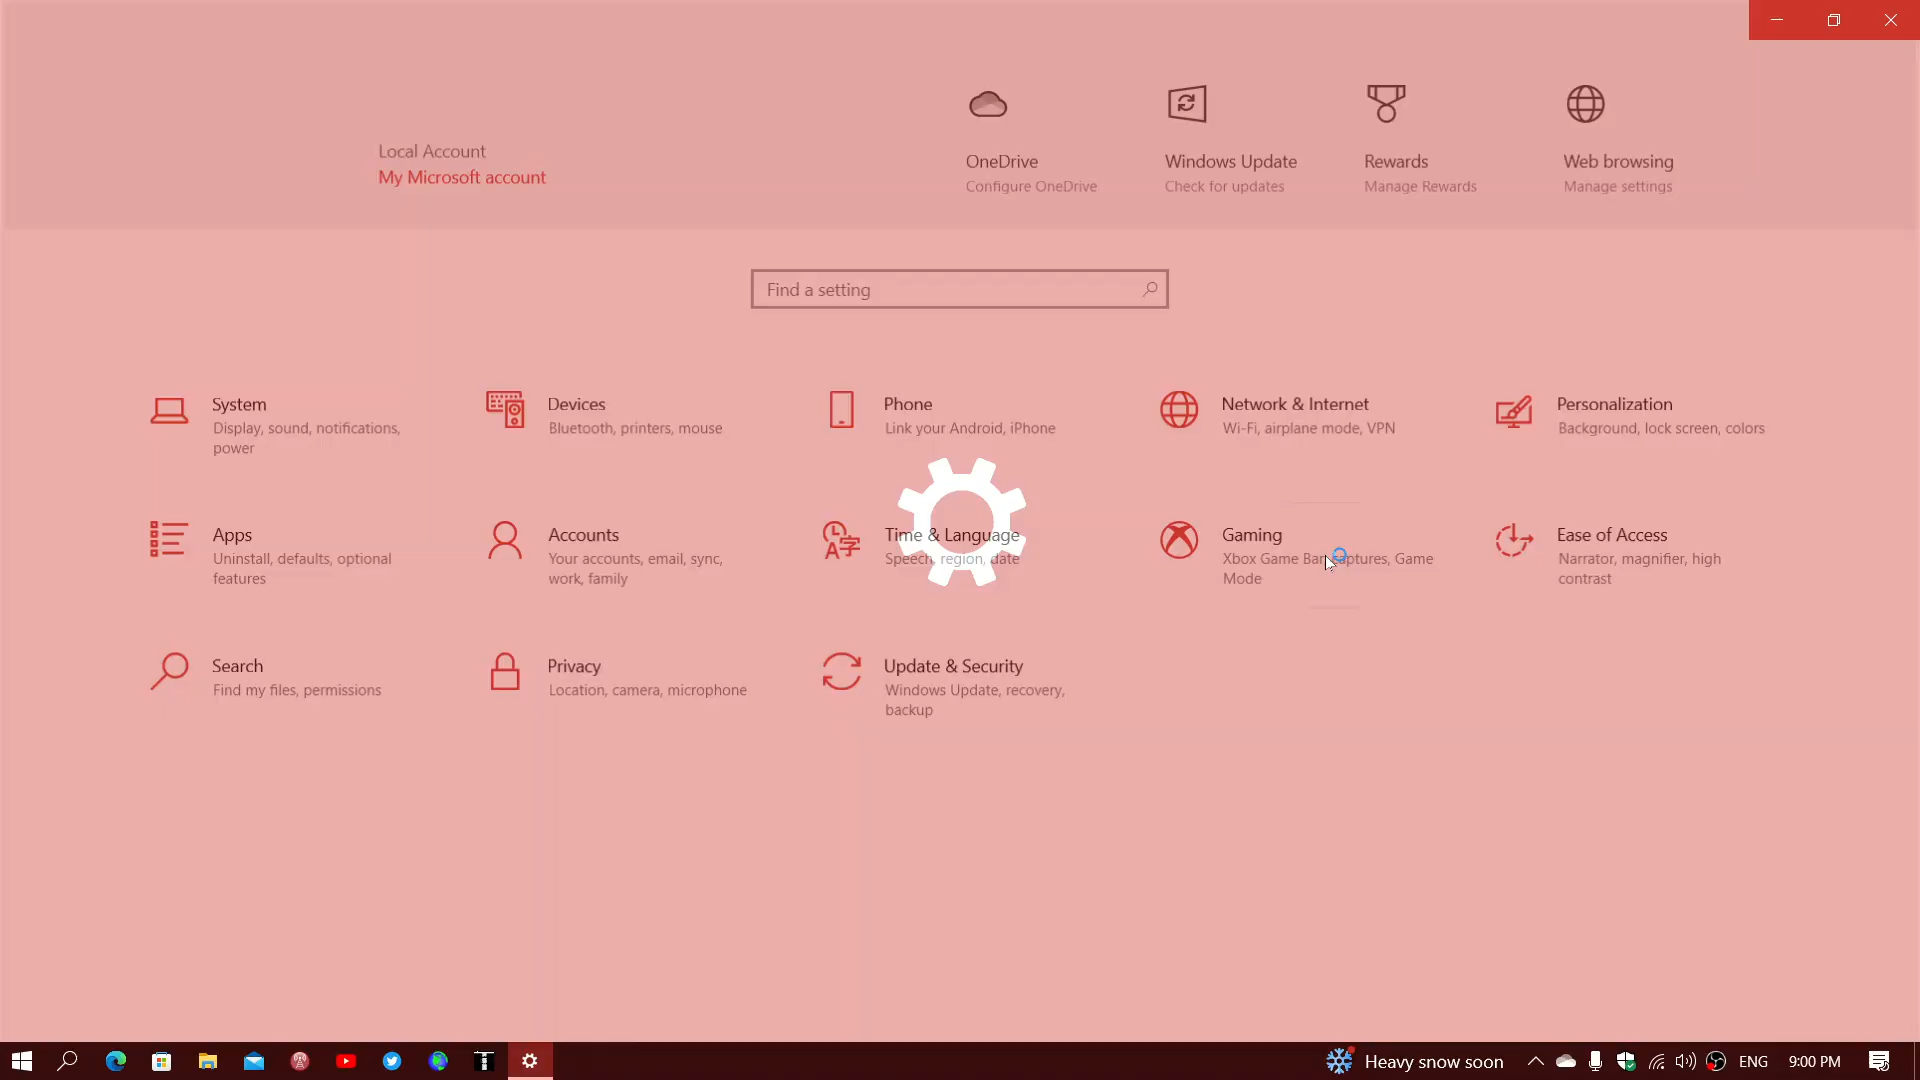 Local Account
My Microsoft account
OneDrive
Configure OneDrive
Windows Update
Check for updates
Rewards
Manage Rewards
Web browsing
Manage settings
Find a setting
System
Display, sound, notifications,
power
Devices
Bluetooth, printers, mouse
Phone
Link your Android, iPhone
Network & Internet
Wi-Fi, airplane mode, VPN
Personalization
Background, lock screen, colors
Apps
Uninstall, defaults, optional
features
Accounts
Your accounts, email, sync,
work, family
Time & Language
Speech, region, date
Gaming
Xbox Game Bar, captures, Game
Mode
Ease of Access
Narrator, magnifier, high
contrast
Search
Find my files, permissions
Privacy
Location, camera, microphone
Update & Security
Windows Update, recovery,
backup
Heavy snow soon
ENG
9:00 PM